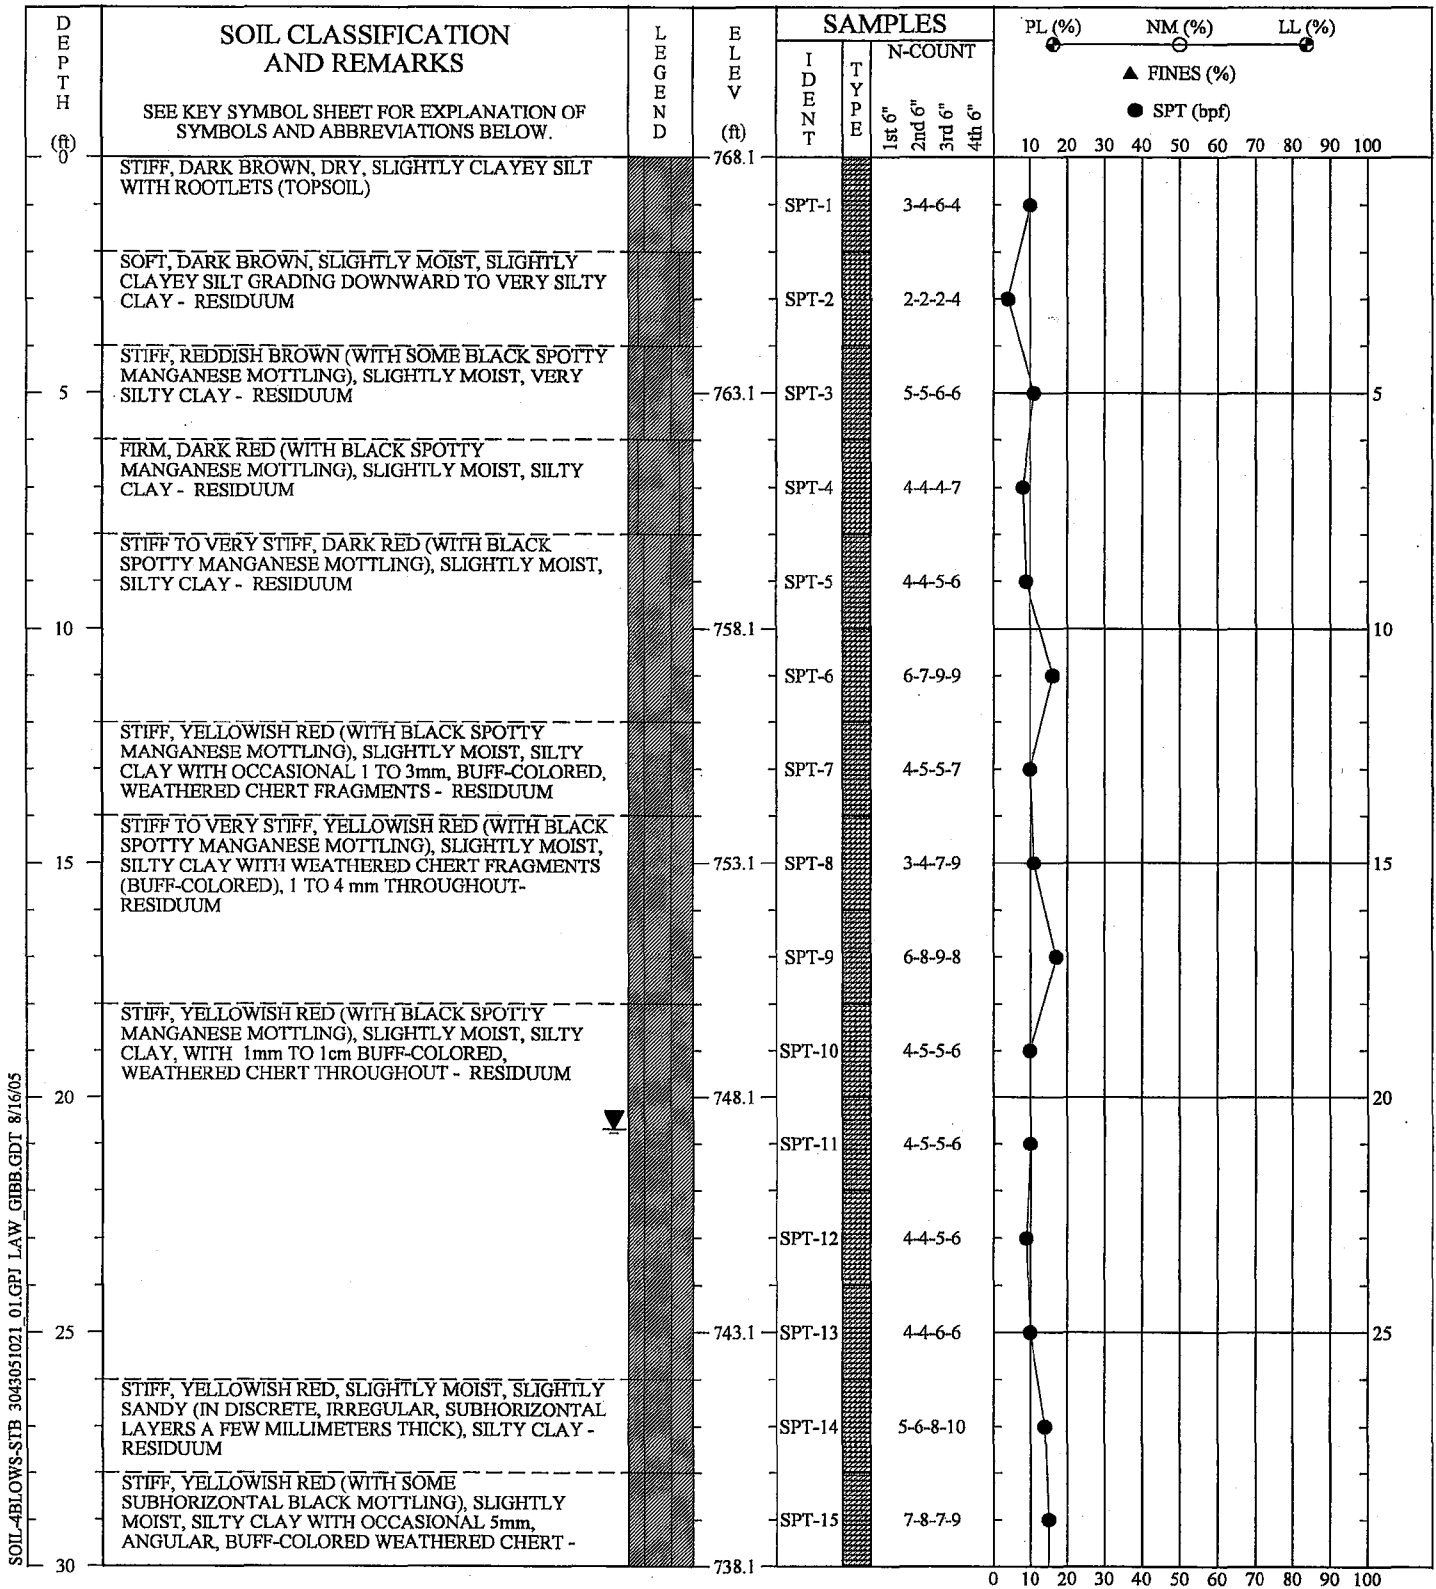 DEPTH (ft)
SOIL CLASSIFICATION
AND REMARKS
SEE KEY SYMBOL SHEET FOR EXPLANATION OF
SYMBOLS AND ABBREVIATIONS BELOW.
LEGEND
ELEV (ft)
SAMPLES
IDENT
TYPE
N-COUNT
1st 6"
2nd 6"
3rd 6"
4th 6"
PL (%) NM (%) LL (%)
▲ FINES (%)
● SPT (bpf)
10 20 30 40 50 60 70 80 90 100
0 768.1
STIFF, DARK BROWN, DRY, SLIGHTLY CLAYEY SILT
WITH ROOTLETS (TOPSOIL)
SPT-1 3-4-6-4
SOFT, DARK BROWN, SLIGHTLY MOIST, SLIGHTLY
CLAYEY SILT GRADING DOWNWARD TO VERY SILTY
CLAY - RESIDUUM
SPT-2 2-2-2-4
STIFF, REDDISH BROWN (WITH SOME BLACK SPOTTY
MANGANESE MOTTLING), SLIGHTLY MOIST, VERY
SILTY CLAY - RESIDUUM
5 763.1 SPT-3 5-5-6-6 5
FIRM, DARK RED (WITH BLACK SPOTTY
MANGANESE MOTTLING), SLIGHTLY MOIST, SILTY
CLAY - RESIDUUM
SPT-4 4-4-4-7
STIFF TO VERY STIFF, DARK RED (WITH BLACK
SPOTTY MANGANESE MOTTLING), SLIGHTLY MOIST,
SILTY CLAY - RESIDUUM
SPT-5 4-4-5-6
10 758.1 10
SPT-6 6-7-9-9
STIFF, YELLOWISH RED (WITH BLACK SPOTTY
MANGANESE MOTTLING), SLIGHTLY MOIST, SILTY
CLAY WITH OCCASIONAL 1 TO 3mm, BUFF-COLORED,
WEATHERED CHERT FRAGMENTS - RESIDUUM
SPT-7 4-5-5-7
STIFF TO VERY STIFF, YELLOWISH RED (WITH BLACK
SPOTTY MANGANESE MOTTLING), SLIGHTLY MOIST,
SILTY CLAY WITH WEATHERED CHERT FRAGMENTS
(BUFF-COLORED), 1 TO 4 mm THROUGHOUT-
RESIDUUM
15 753.1 SPT-8 3-4-7-9 15
SPT-9 6-8-9-8
STIFF, YELLOWISH RED (WITH BLACK SPOTTY
MANGANESE MOTTLING), SLIGHTLY MOIST, SILTY
CLAY, WITH 1mm TO 1cm BUFF-COLORED,
WEATHERED CHERT THROUGHOUT - RESIDUUM
SPT-10 4-5-5-6
20 748.1 20
SPT-11 4-5-5-6
SPT-12 4-4-5-6
25 743.1 SPT-13 4-4-6-6 25
STIFF, YELLOWISH RED, SLIGHTLY MOIST, SLIGHTLY
SANDY (IN DISCRETE, IRREGULAR, SUBHORIZONTAL
LAYERS A FEW MILLIMETERS THICK), SILTY CLAY -
RESIDUUM
SPT-14 5-6-8-10
STIFF, YELLOWISH RED (WITH SOME
SUBHORIZONTAL BLACK MOTTLING), SLIGHTLY
MOIST, SILTY CLAY WITH OCCASIONAL 5mm,
ANGULAR, BUFF-COLORED WEATHERED CHERT -
SPT-15 7-8-7-9
30 738.1
0 10 20 30 40 50 60 70 80 90 100
SOIL-4BLOWS-STB 3043051021_01.GPJ LAW_GIBB.GDT 8/16/05